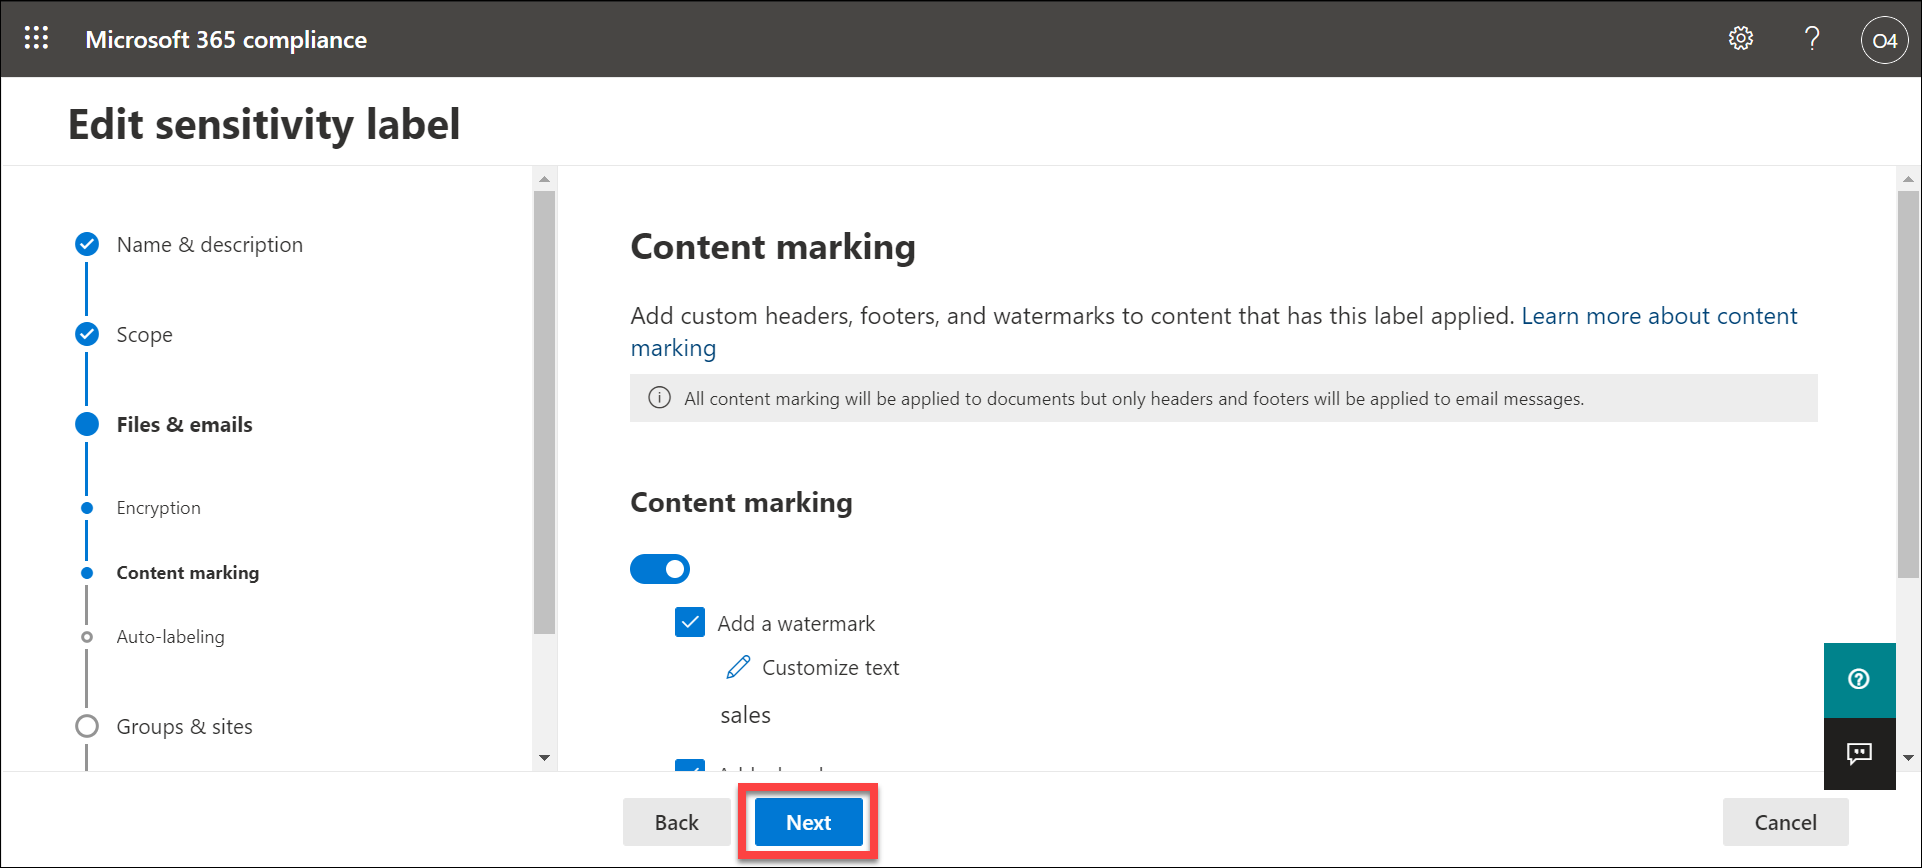 Microsoft 365 compliance
O4
Edit sensitivity label
Name & description
Scope
Files & emails
Encryption
Content marking
Auto-labeling
Groups & sites
Content marking
Add custom headers, footers, and watermarks to content that has this label applied. Learn more about content
marking
All content marking will be applied to documents but only headers and footers will be applied to email messages.
Content marking
Add a watermark
Customize text
sales
Back
Next
Cancel